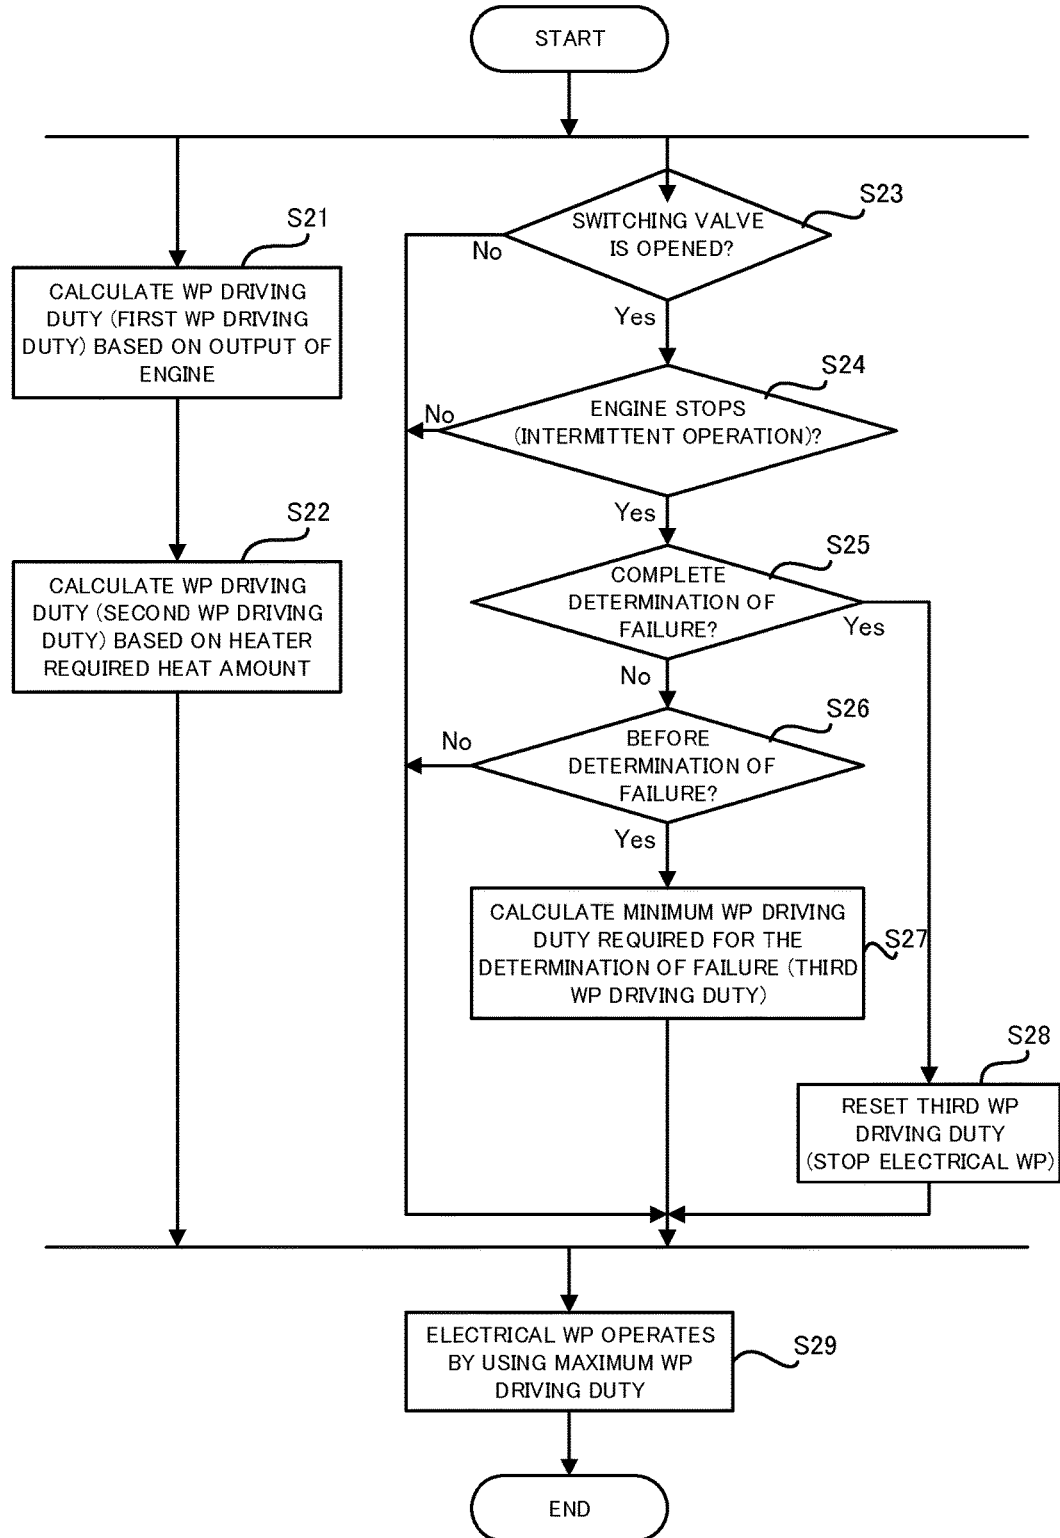 START
S21
CALCULATE WP DRIVING
DUTY (FIRST WP DRIVING
DUTY) BASED ON OUTPUT OF
ENGINE
S22
CALCULATE WP DRIVING
DUTY (SECOND WP DRIVING
DUTY) BASED ON HEATER
REQUIRED HEAT AMOUNT
S23
SWITCHING VALVE
IS OPENED?
No
Yes
S24
ENGINE STOPS
(INTERMITTENT OPERATION)?
No
Yes
S25
COMPLETE
DETERMINATION OF
FAILURE?
Yes
No
S26
BEFORE
DETERMINATION OF
FAILURE?
No
Yes
CALCULATE MINIMUM WP DRIVING
DUTY REQUIRED FOR THE
DETERMINATION OF FAILURE (THIRD
WP DRIVING DUTY)
S27
S28
RESET THIRD WP
DRIVING DUTY
(STOP ELECTRICAL WP)
ELECTRICAL WP OPERATES
BY USING MAXIMUM WP
DRIVING DUTY
S29
END